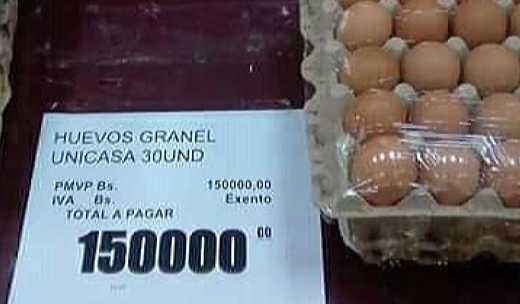 HUEVOS GRANEL
UNICASA 30UND
PMVP Bs. 150000,00
IVA Bs. Exento
TOTAL A PAGAR
150000 00